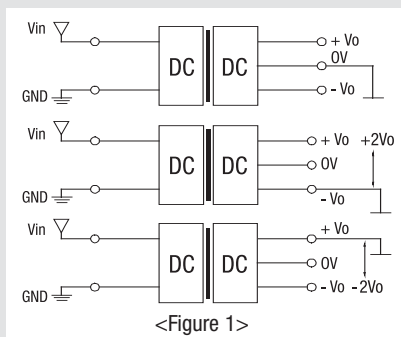 Vin
+ Vo
0V
DC DC
GND
- Vo
Vin
+ Vo +2Vo
DC DC
0V
GND
- Vo
Vin
+ Vo
DC DC
0V
GND
- Vo -2Vo
<Figure 1>